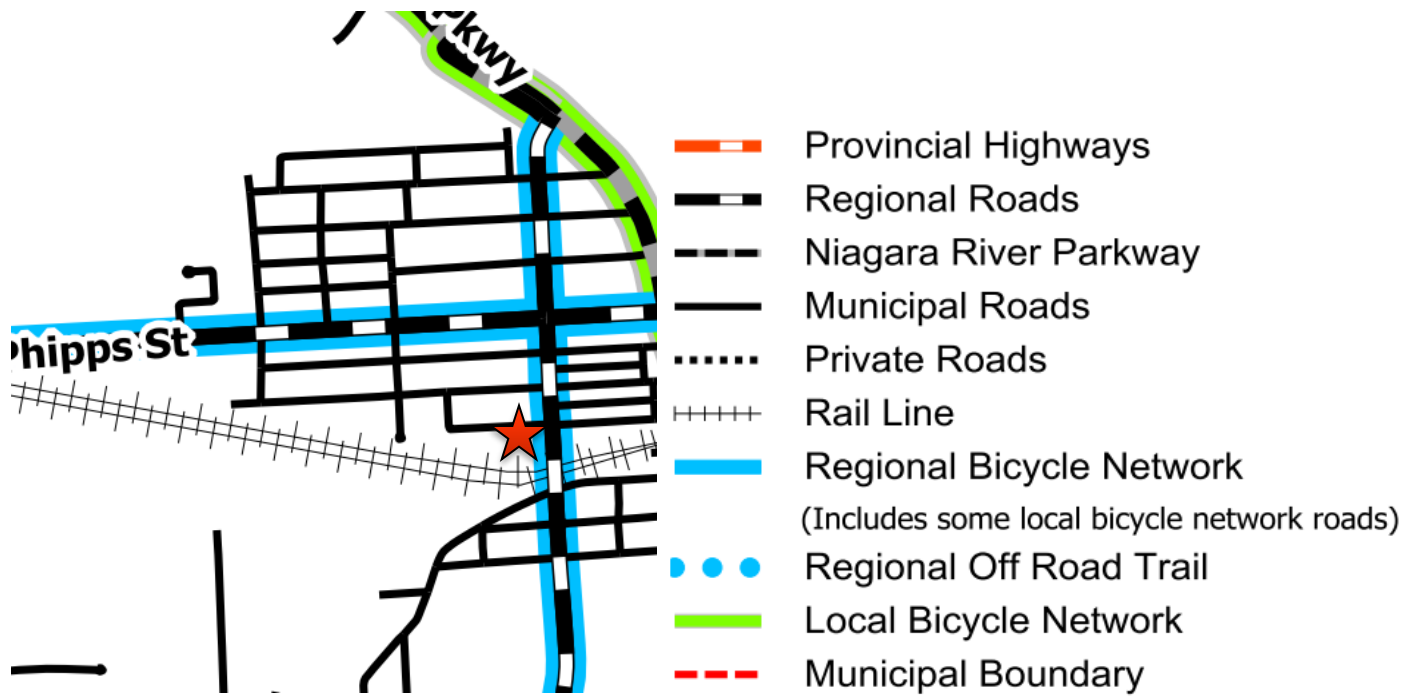 Pkwy
Phipps St
Provincial Highways
Regional Roads
Niagara River Parkway
Municipal Roads
Private Roads
Rail Line
Regional Bicycle Network
(Includes some local bicycle network roads)
Regional Off Road Trail
Local Bicycle Network
Municipal Boundary